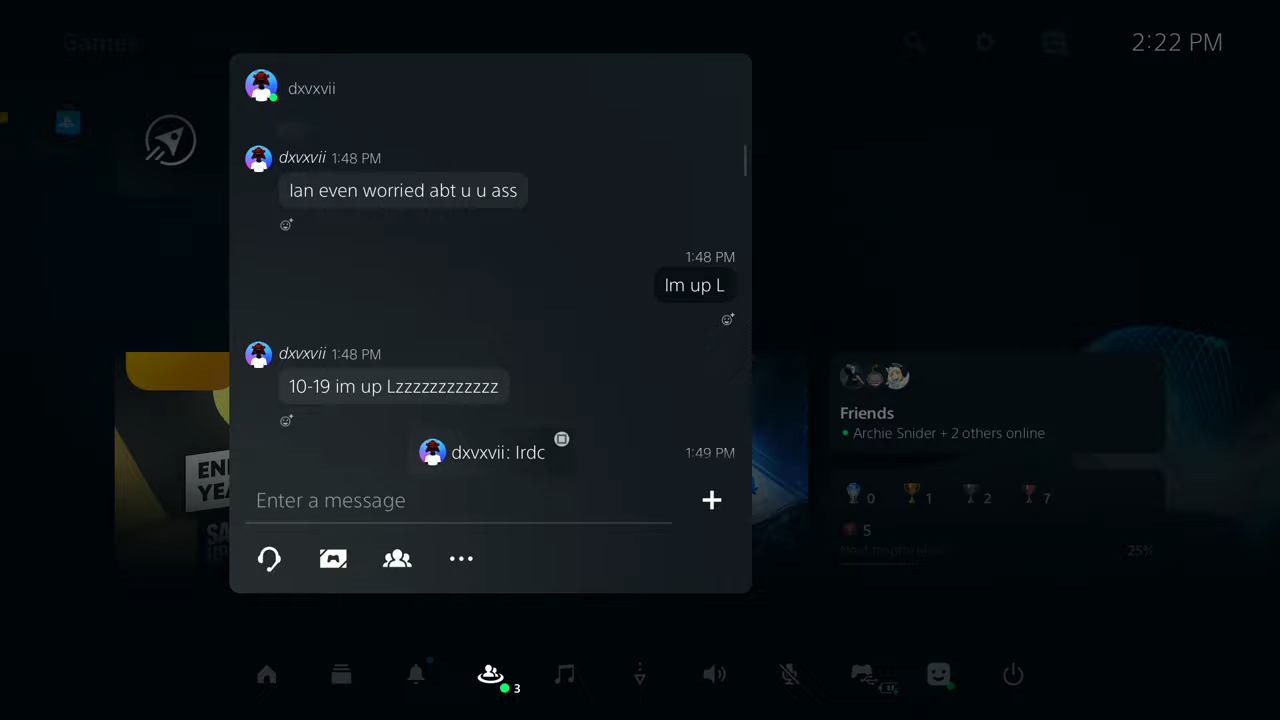 Games
2:22 PM
dxvxvii
dxvxvii 1:48 PM
Ian even worried abt u u ass
1:48 PM
Im up L
dxvxvii 1:48 PM
10-19 im up Lzzzzzzzzzzzz
dxvxvii: Irdc
1:49 PM
Enter a message
Friends
Archie Snider + 2 others online
0 1 2 7
5
25%
3